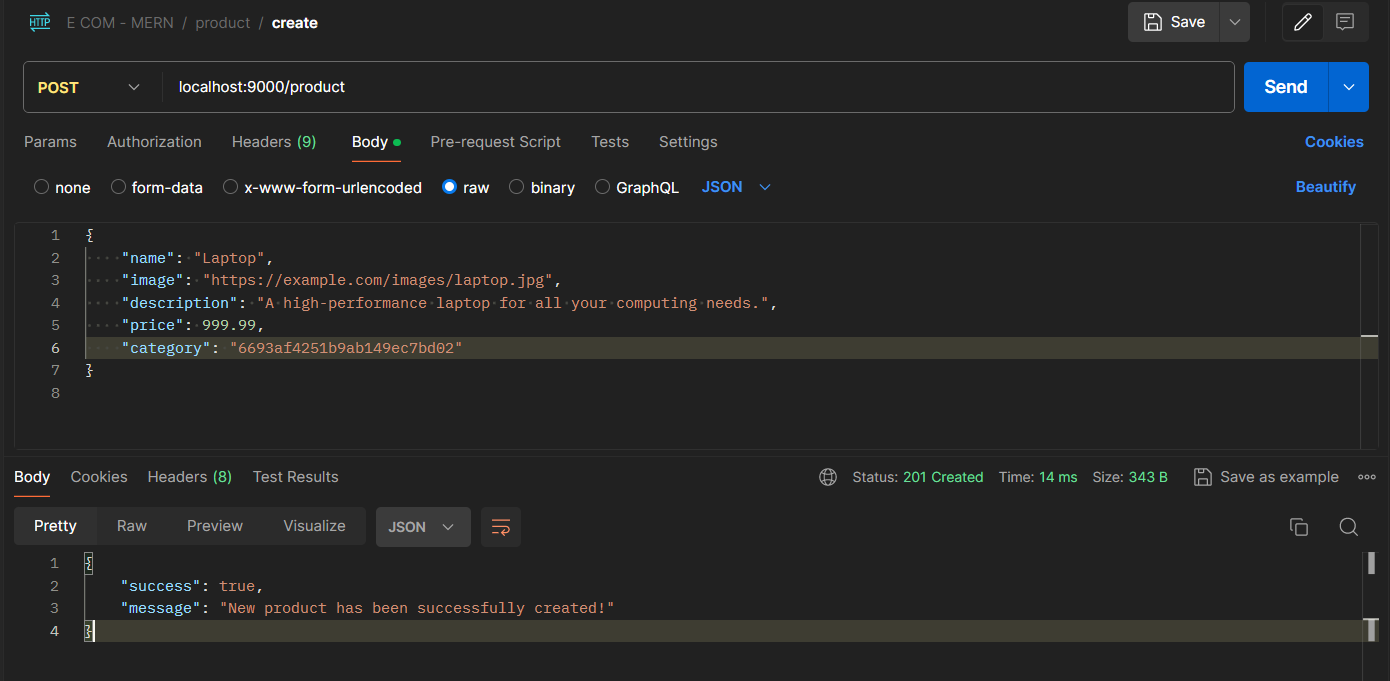 HTTP E COM - MERN / product / create Save
POST localhost:9000/product Send
Params Authorization Headers (9) Body Pre-request Script Tests Settings Cookies
none form-data x-www-form-urlencoded raw binary GraphQL JSON Beautify
1 {
2 "name": "Laptop",
3 "image": "https://example.com/images/laptop.jpg",
4 "description": "A high-performance laptop for all your computing needs.",
5 "price": 999.99,
6 "category": "6693af4251b9ab149ec7bd02"
7 }
8
Body Cookies Headers (8) Test Results Status: 201 Created Time: 14 ms Size: 343 B Save as example
Pretty Raw Preview Visualize JSON
1 {
2 "success": true,
3 "message": "New product has been successfully created!"
4 }